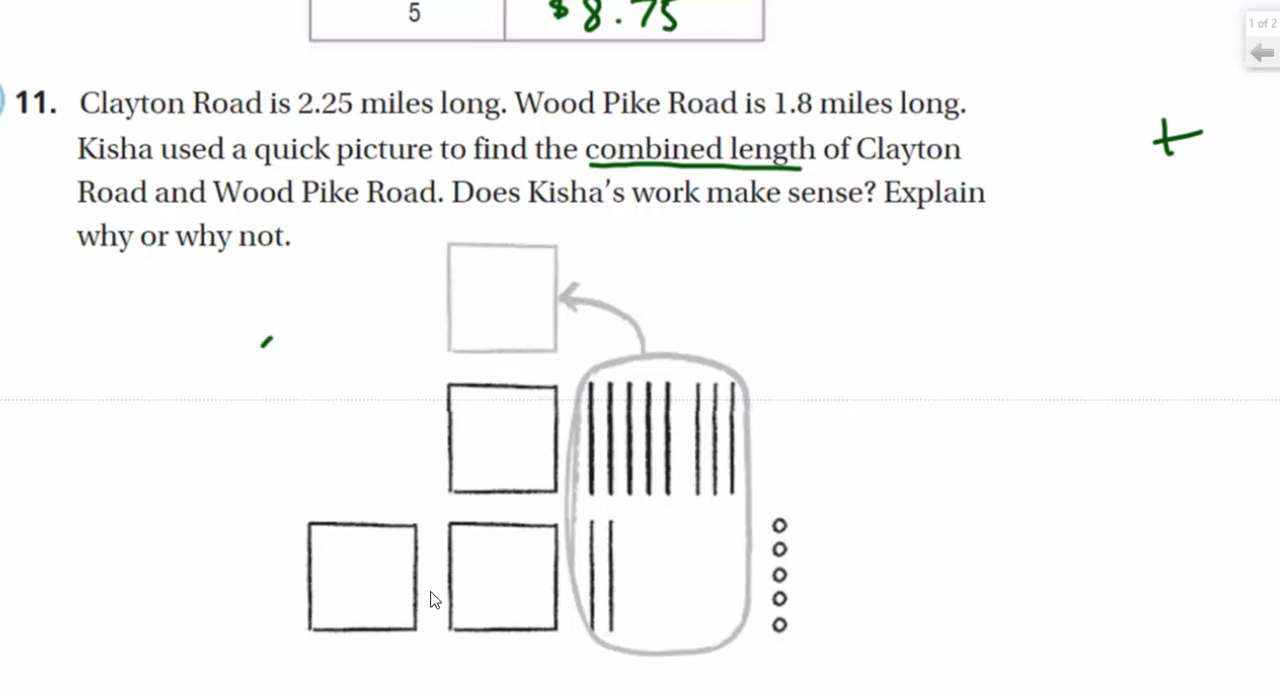 1 of 2
5 $8.75
11. Clayton Road is 2.25 miles long. Wood Pike Road is 1.8 miles long.
Kisha used a quick picture to find the combined length of Clayton
Road and Wood Pike Road. Does Kisha's work make sense? Explain
why or why not.
+